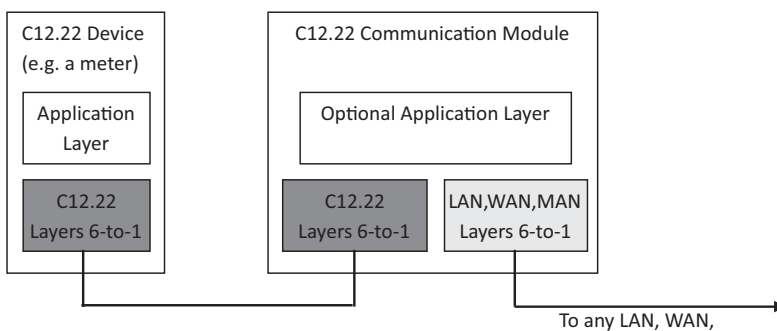 C12.22 Device
(e.g. a meter)
Application
Layer
C12.22
Layers 6-to-1
C12.22 Communication Module
Optional Application Layer
C12.22
Layers 6-to-1
LAN,WAN,MAN
Layers 6-to-1
To any LAN, WAN,